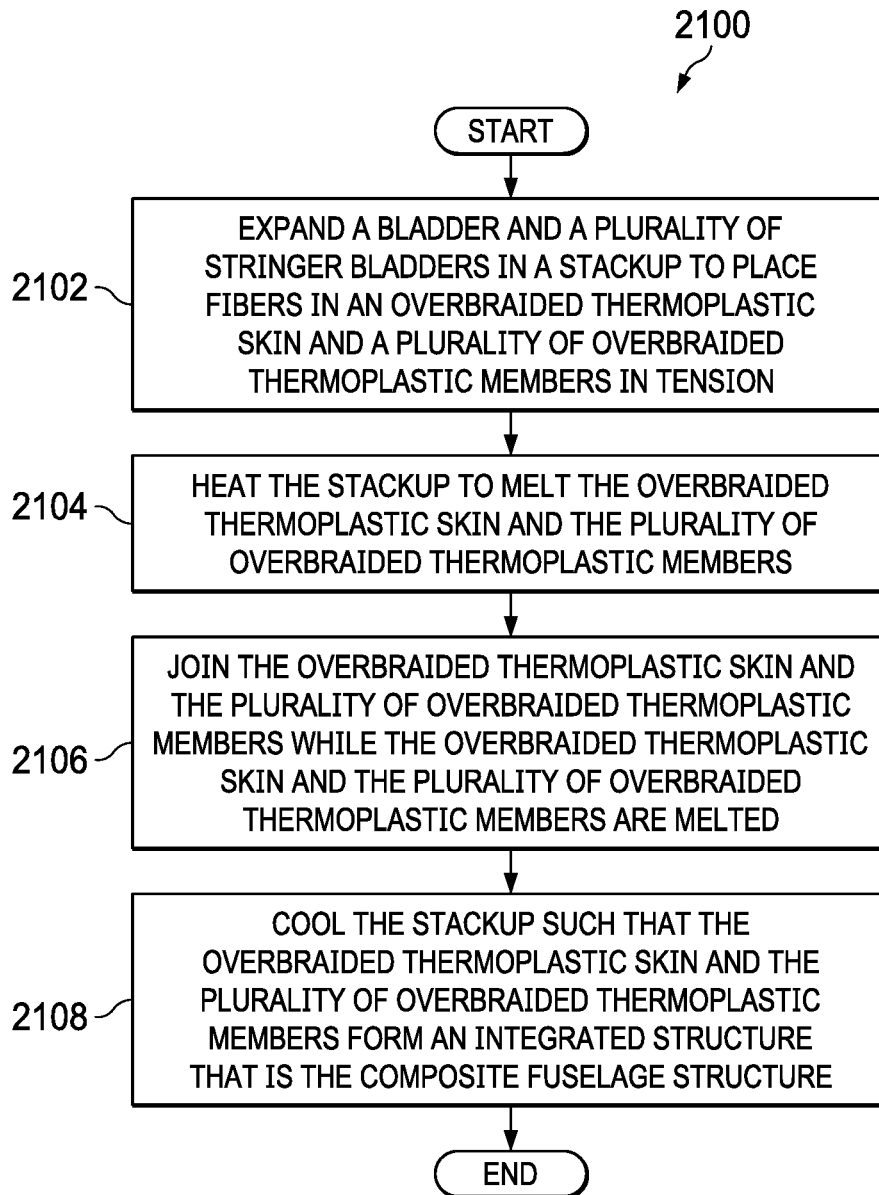 2100
START
2102
EXPAND A BLADDER AND A PLURALITY OF
STRINGER BLADDERS IN A STACKUP TO PLACE
FIBERS IN AN OVERBRAIDED THERMOPLASTIC
SKIN AND A PLURALITY OF OVERBRAIDED
THERMOPLASTIC MEMBERS IN TENSION
2104
HEAT THE STACKUP TO MELT THE OVERBRAIDED
THERMOPLASTIC SKIN AND THE PLURALITY OF
OVERBRAIDED THERMOPLASTIC MEMBERS
2106
JOIN THE OVERBRAIDED THERMOPLASTIC SKIN AND
THE PLURALITY OF OVERBRAIDED THERMOPLASTIC
MEMBERS WHILE THE OVERBRAIDED THERMOPLASTIC
SKIN AND THE PLURALITY OF OVERBRAIDED
THERMOPLASTIC MEMBERS ARE MELTED
2108
COOL THE STACKUP SUCH THAT THE
OVERBRAIDED THERMOPLASTIC SKIN AND THE
PLURALITY OF OVERBRAIDED THERMOPLASTIC
MEMBERS FORM AN INTEGRATED STRUCTURE
THAT IS THE COMPOSITE FUSELAGE STRUCTURE
END